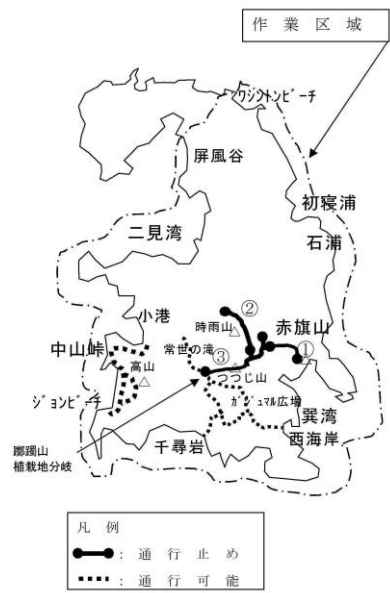 作業区域
ワシントンビーチ
屏風谷
初寝浦
二見湾
石浦
小港
時雨山
②
赤旗山
①
中山峠
高山
常世の滝
③
つつじ山
ジョンビーチ
ガジュマル広場
巽湾
西海岸
躑躅山
植栽地分岐
千尋岩
凡例
：通行止め
：通行可能